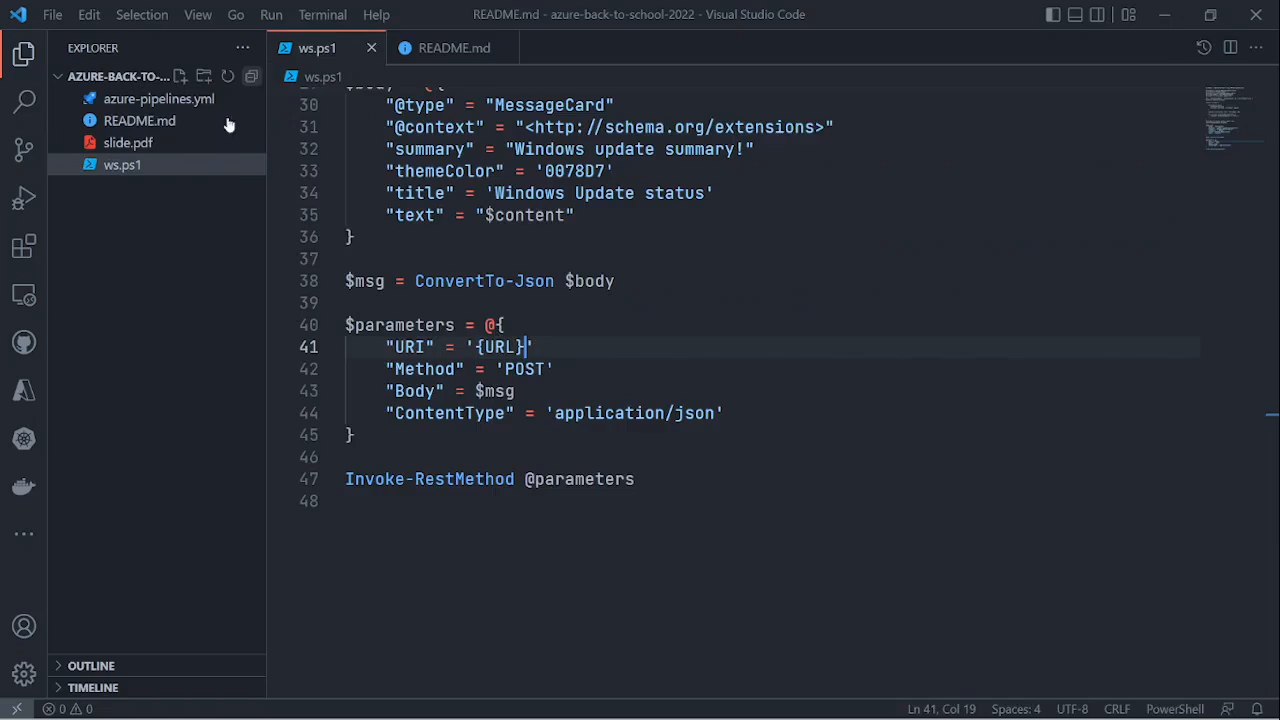 File Edit Selection View Go Run Terminal Help README.md - azure-back-to-school-2022 - Visual Studio Code
EXPLORER
AZURE-BACK-TO-...
azure-pipelines.yml
README.md
slide.pdf
ws.ps1
OUTLINE
TIMELINE
ws.ps1 README.md
ws.ps1
30 "@type" = "MessageCard"
31 "@context" = "<http://schema.org/extensions>"
32 "summary" = "Windows update summary!"
33 "themeColor" = '0078D7'
34 "title" = 'Windows Update status'
35 "text" = "$content"
36 }
37
38 $msg = ConvertTo-Json $body
39
40 $parameters = @{
41 "URI" = '{URL}'
42 "Method" = 'POST'
43 "Body" = $msg
44 "ContentType" = 'application/json'
45 }
46
47 Invoke-RestMethod @parameters
48
0 0 Ln 41, Col 19 Spaces: 4 UTF-8 CRLF PowerShell